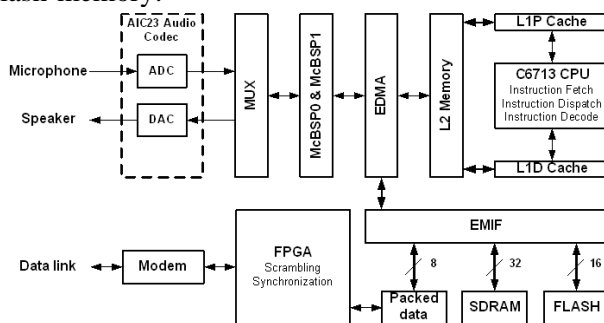 flash memory.
AIC23 Audio
Codec
Microphone
ADC
Speaker
DAC
MUX
McBSP0 & McBSP1
EDMA
L2 Memory
L1P Cache
C6713 CPU
Instruction Fetch
Instruction Dispatch
Instruction Decode
L1D Cache
EMIF
FPGA
Scrambling
Synchronization
Data link
Modem
8
32
16
Packed
data
SDRAM
FLASH